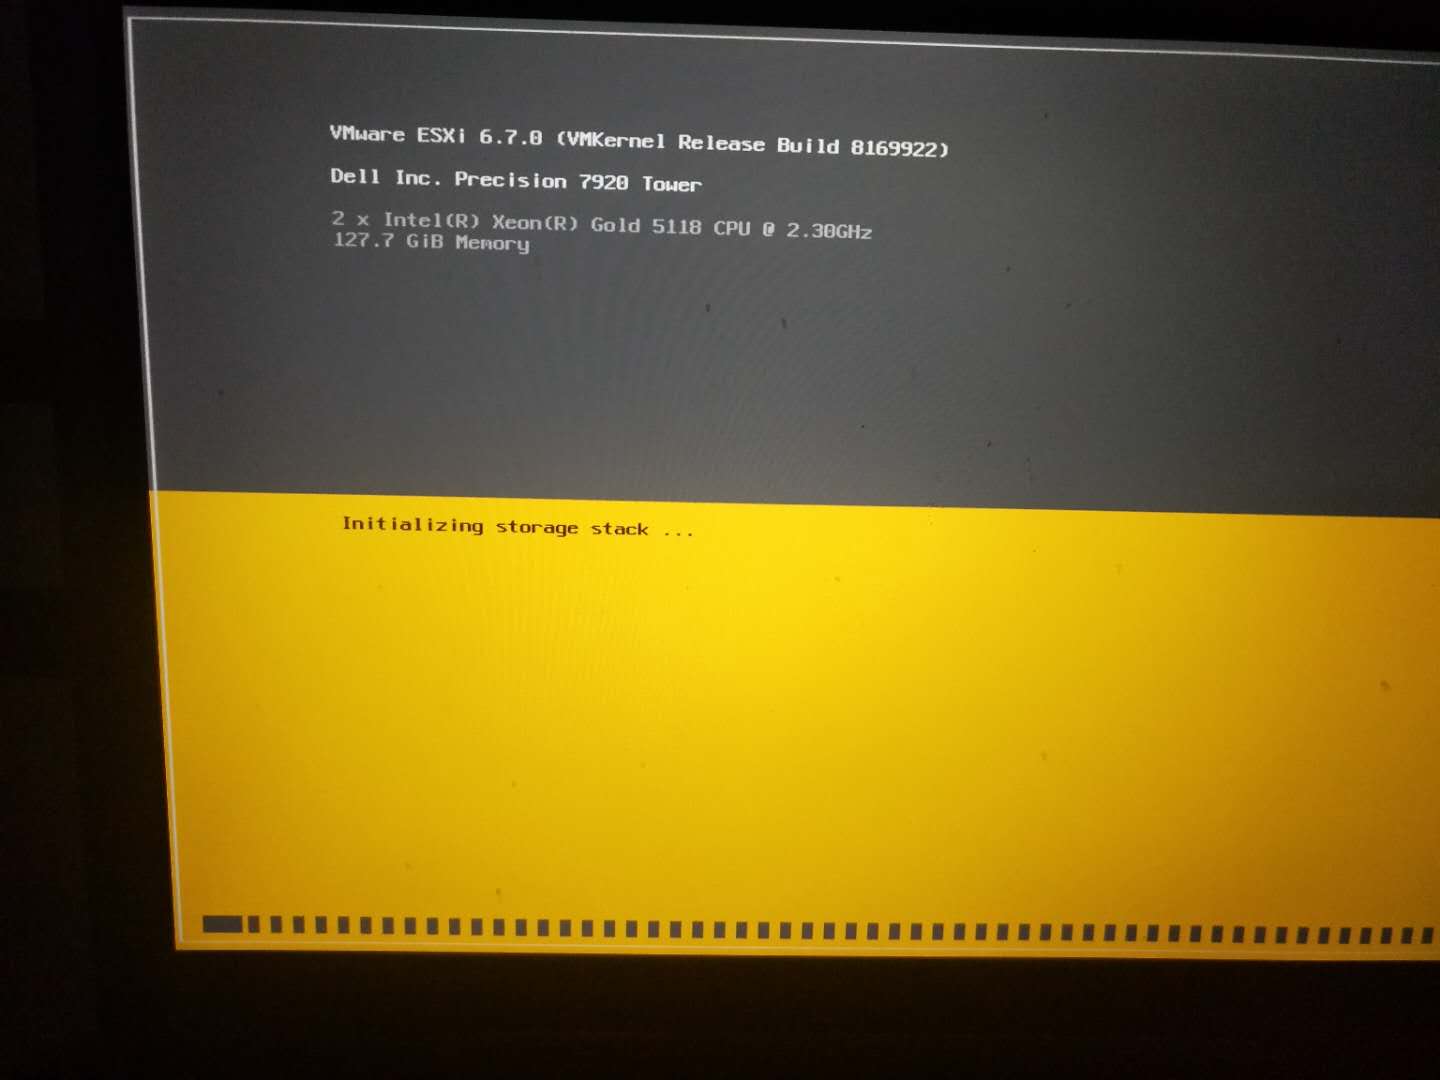 VMware ESXi 6.7.0 (VMKernel Release Build 8169922)
Dell Inc. Precision 7920 Tower
2 x Intel(R) Xeon(R) Gold 5118 CPU @ 2.30GHz
127.7 GiB Memory
Initializing storage stack ...